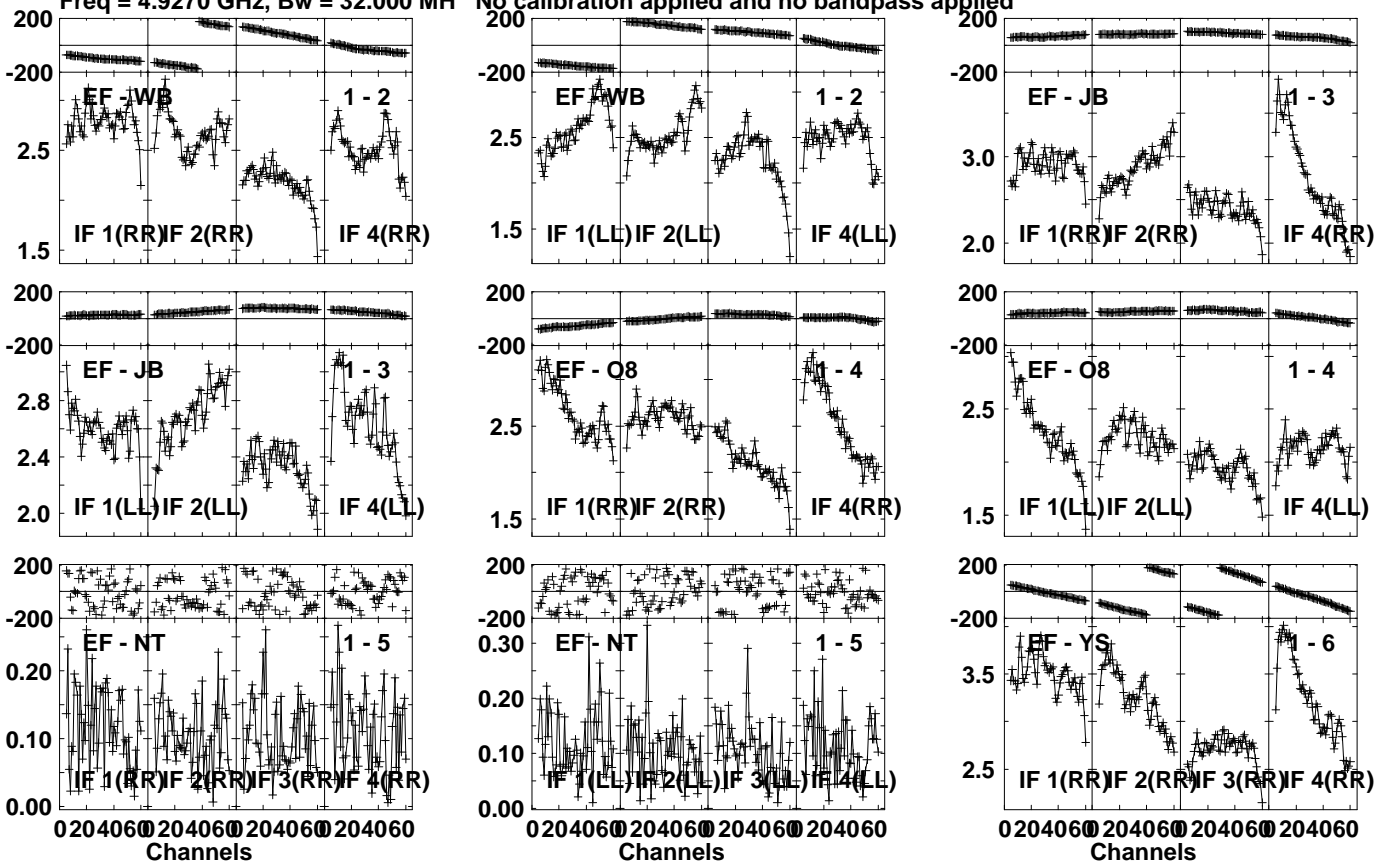 Freq = 4.9270 GHz, Bw = 32.000 MH No calibration applied and no bandpass applied
200 200 200
-200 -200 -200
EF - WB 1 - 2 EF - WB 1 - 2 EF - JB 1 - 3
2.5 2.5 3.0
IF 1(RR) IF 2(RR) IF 4(RR) IF 1(LL) IF 2(LL) IF 4(LL) IF 1(RR) IF 2(RR) IF 4(RR)
1.5 1.5 2.0
200 200 200
-200 -200 -200
EF - JB 1 - 3 EF - O8 1 - 4 EF - O8 1 - 4
2.8 2.5 2.5
2.4
2.0 1.5 1.5
IF 1(LL) IF 2(LL) IF 4(LL) IF 1(RR) IF 2(RR) IF 4(RR) IF 1(LL) IF 2(LL) IF 4(LL)
200 200 200
-200 -200 -200
EF - NT 1 - 5 EF - NT 1 - 5 EF - YS 1 - 6
0.20 0.30 3.5
0.10 0.20
0.10 2.5
IF 1(RR) IF 2(RR) IF 3(RR) IF 4(RR) IF 1(LL) IF 2(LL) IF 3(LL) IF 4(LL) IF 1(RR) IF 2(RR) IF 3(RR) IF 4(RR)
0.00 0.00
0 20 40 60 0 20 40 60 0 20 40 60 0 20 40 60 0 20 40 60 0 20 40 60 0 20 40 60 0 20 40 60 0 20 40 60 0 20 40 60 0 20 40 60 0 20 40 60
Channels Channels Channels